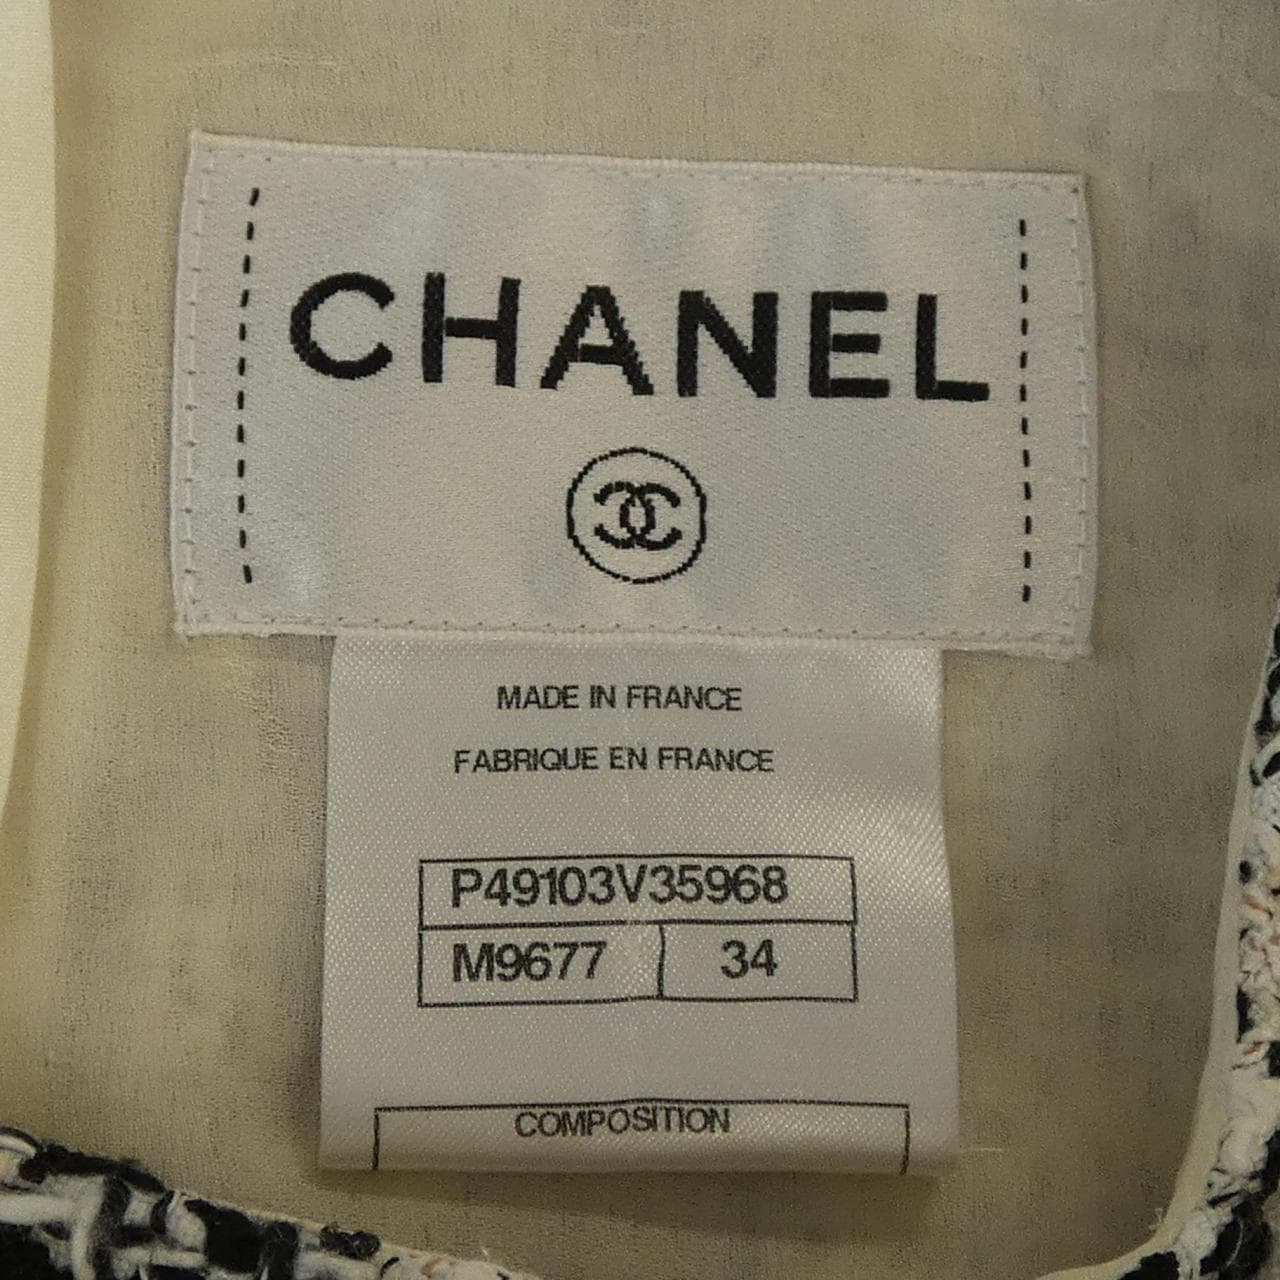 CHANEL
MADE IN FRANCE
FABRIQUE EN FRANCE
P49103V35968
M9677 34
COMPOSITION